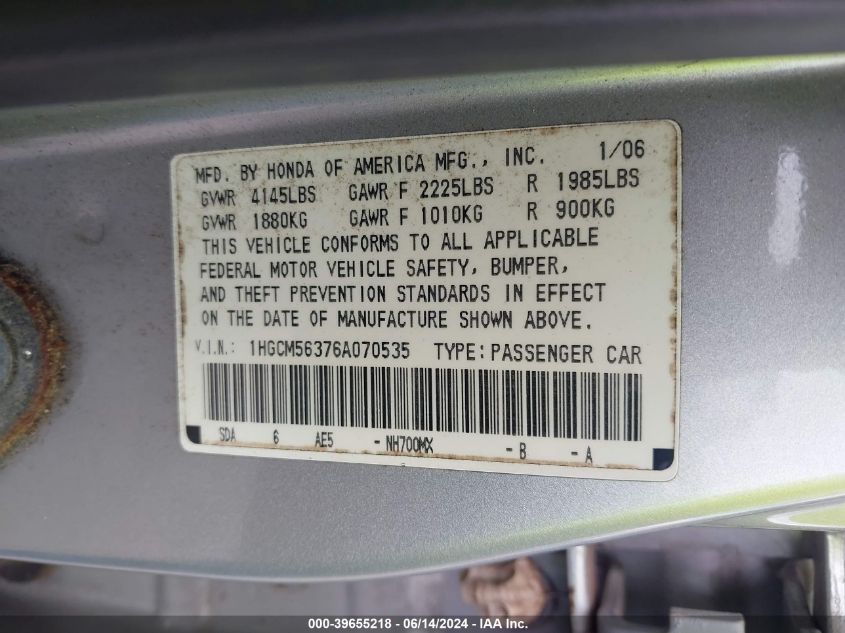 MFD. BY HONDA OF AMERICA MFG., INC. 1/06
GVWR 4145LBS GAWR F 2225LBS R 1985LBS
GVWR 1880KG GAWR F 1010KG R 900KG
THIS VEHICLE CONFORMS TO ALL APPLICABLE
FEDERAL MOTOR VEHICLE SAFETY, BUMPER,
AND THEFT PREVENTION STANDARDS IN EFFECT
ON THE DATE OF MANUFACTURE SHOWN ABOVE.
V.I.N.: 1HGCM56376A070535 TYPE: PASSENGER CAR
SDA 6 AE5 - NH700MX - B - A
000-39655218 - 06/14/2024 - IAA Inc.